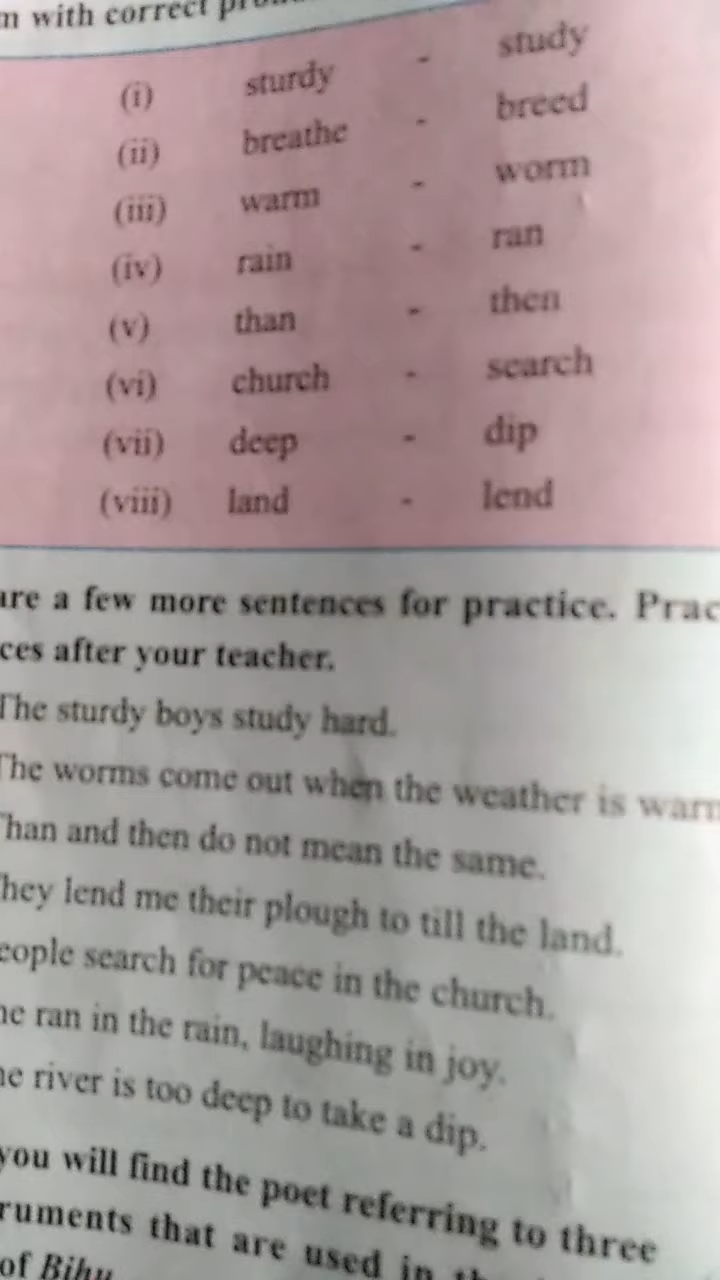 m with correct
(i) sturdy - study
(ii) breathe - breed
(iii) warm - worm
(iv) rain - ran
(v) than - then
(vi) church - search
(vii) deep - dip
(viii) land - lend
are a few more sentences for practice. Prac
ces after your teacher.
The sturdy boys study hard.
The worms come out when the weather is warm
Than and then do not mean the same.
hey lend me their plough to till the land.
eople search for peace in the church.
he ran in the rain, laughing in joy.
he river is too deep to take a dip.
you will find the poet referring to three
ruments that are used in
of Bihu